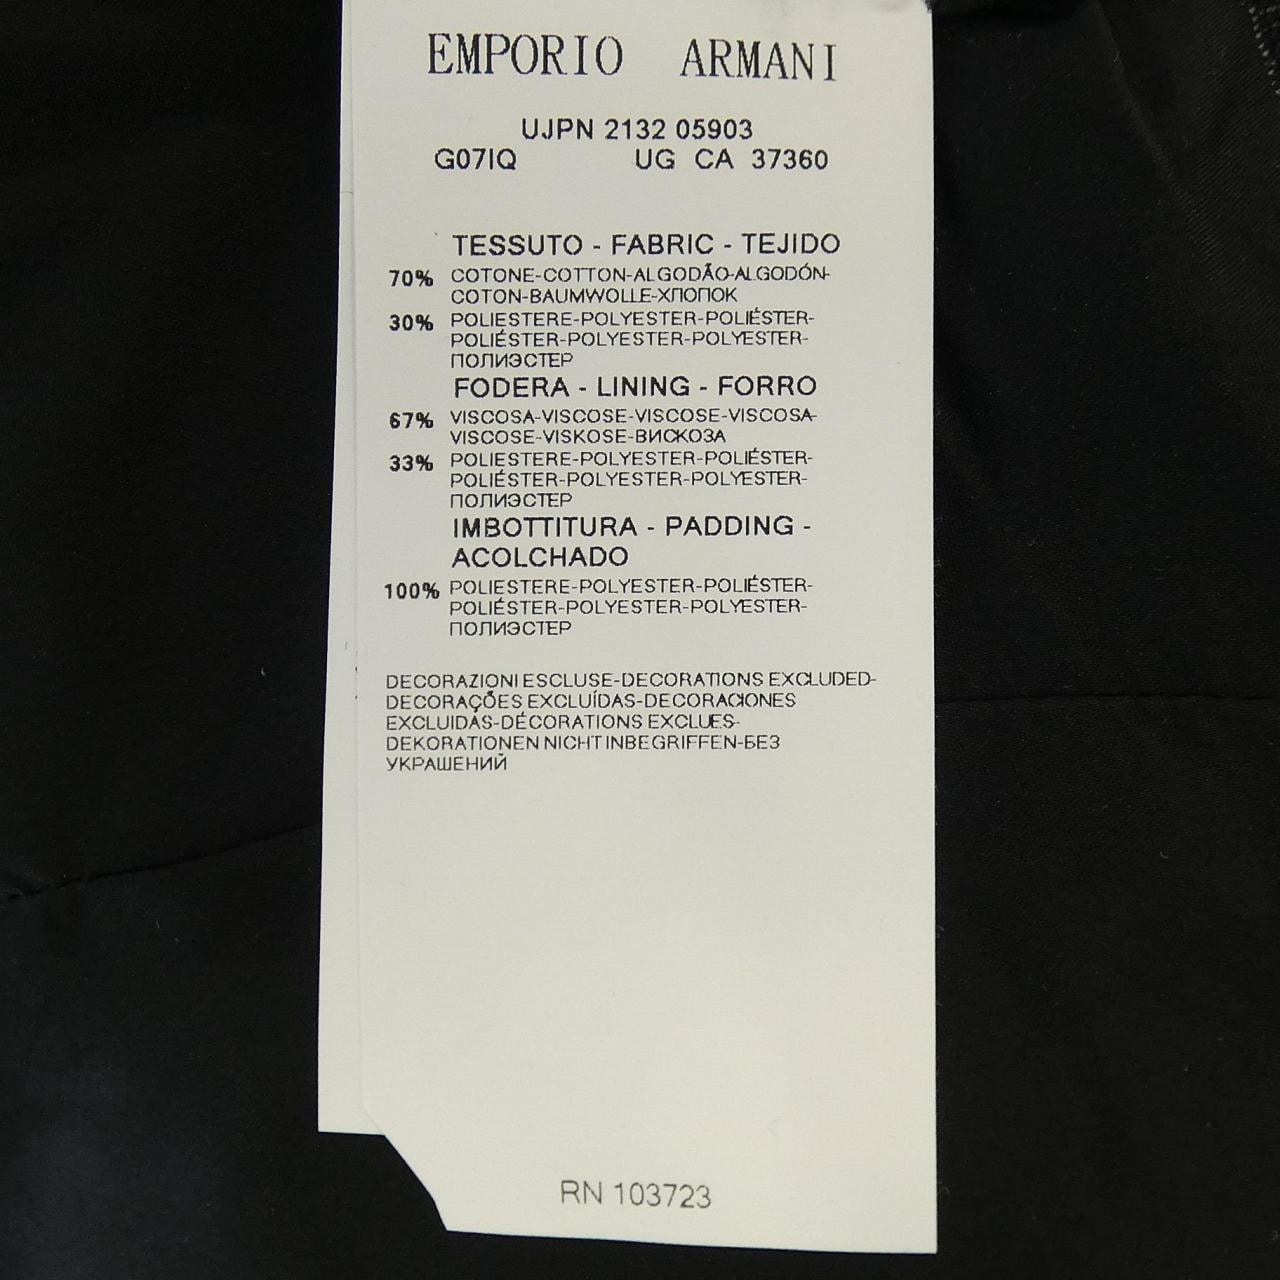 EMPORIO ARMANI
UJPN 2132 05903
G07IQ UG CA 37360
TESSUTO - FABRIC - TEJIDO
70% COTONE-COTTON-ALGODÃO-ALGODÓN-
COTON-BAUMWOLLE-ХЛОПОК
30% POLIESTERE-POLYESTER-POLIÉSTER-
POLIÉSTER-POLYESTER-POLYESTER-
ПОЛИЭСТЕР
FODERA - LINING - FORRO
67% VISCOSA-VISCOSE-VISCOSE-VISCOSA-
VISCOSE-VISKOSE-ВИСКОЗА
33% POLIESTERE-POLYESTER-POLIÉSTER-
POLIÉSTER-POLYESTER-POLYESTER-
ПОЛИЭСТЕР
IMBOTTITURA - PADDING -
ACOLCHADO
100% POLIESTERE-POLYESTER-POLIÉSTER-
POLIÉSTER-POLYESTER-POLYESTER-
ПОЛИЭСТЕР
DECORAZIONI ESCLUSE-DECORATIONS EXCLUDED-
DECORAÇÕES EXCLUÍDAS-DECORACIONES
EXCLUIDAS-DÉCORATIONS EXCLUES-
DEKORATIONEN NICHT INBEGRIFFEN-БЕЗ
УКРАШЕНИЙ
RN 103723